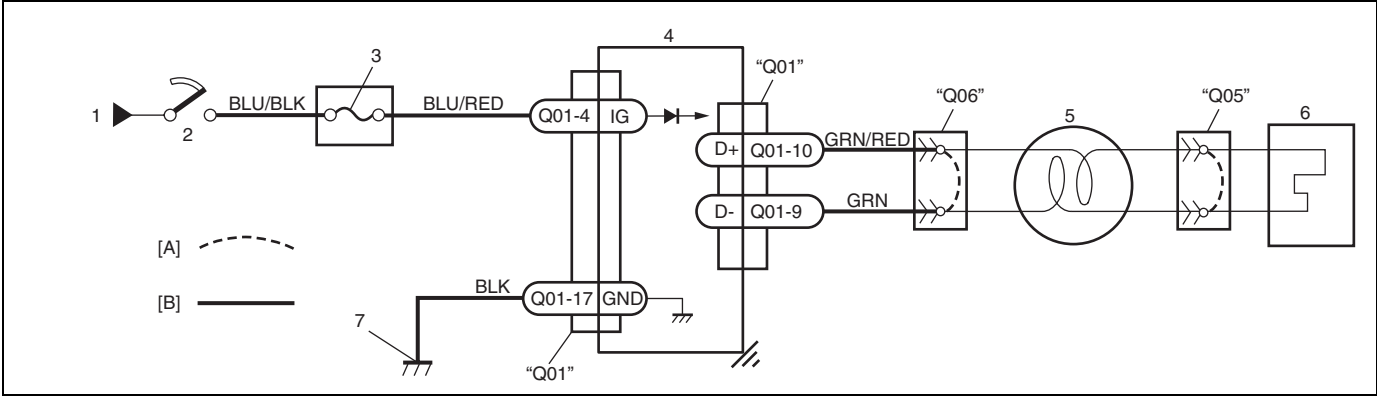 4
3
"Q01"
"Q06"
5
"Q05"
6
1
2
BLU/BLK
BLU/RED
Q01-4 IG
D+ Q01-10
GRN/RED
D- Q01-9
GRN
[A]
[B]
BLK
Q01-17 GND
7
"Q01"